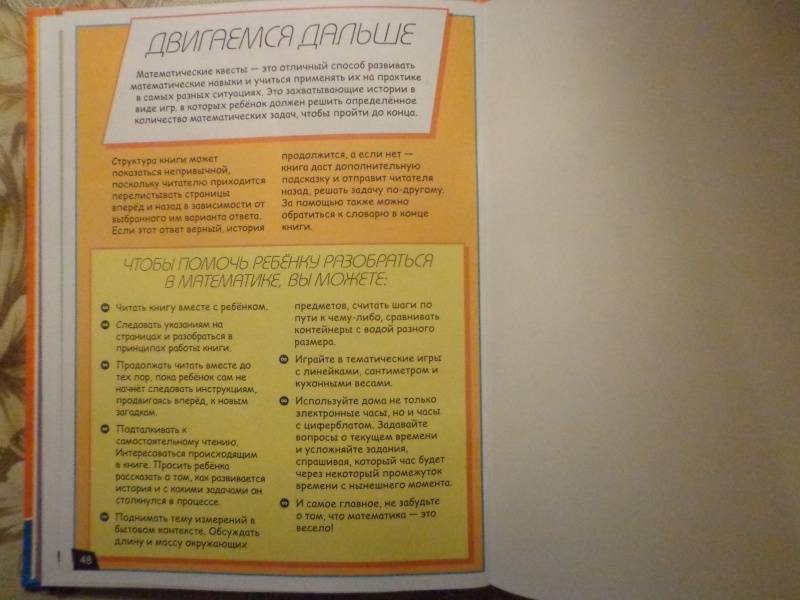 ДВИГАЕМСЯ ДАЛЬШЕ
Математические квесты — это отличный способ развивать
математические навыки и учиться применять их на практике
в самых разных ситуациях. Это захватывающие истории в
виде игр, в которых ребёнок должен решить определённое
количество математических задач, чтобы пройти до конца.
Структура книги может
показаться непривычной,
поскольку читателю приходится
перелистывать страницы
вперёд и назад в зависимости от
выбранного им варианта ответа.
Если этот ответ верный, история
продолжится, а если нет —
книга даст дополнительную
подсказку и отправит читателя
назад, решать задачу по-другому.
За помощью также можно
обратиться к словарю в конце
книги.
ЧТОБЫ ПОМОЧЬ РЕБЁНКУ РАЗОБРАТЬСЯ
В МАТЕМАТИКЕ, ВЫ МОЖЕТЕ:
Читать книгу вместе с ребёнком.
Следовать указаниям на
страницах и разобраться в
принципах работы книги.
Продолжать читать вместе до
тех пор, пока ребёнок сам не
начнёт следовать инструкциям,
продвигаясь вперёд, к новым
загадкам.
Подталкивать к
самостоятельному чтению.
Интересоваться происходящим
в книге. Просить ребёнка
рассказать о том, как развивается
история и с какими задачами он
столкнулся в процессе.
Поднимать тему измерений в
бытовом контексте. Обсуждать
длину и массу окружающих
предметов, считать шаги по
пути к чему-либо, сравнивать
контейнеры с водой разного
размера.
Играйте в тематические игры
с линейками, сантиметром и
кухонными весами.
Используйте дома не только
электронные часы, но и часы
с циферблатом. Задавайте
вопросы о текущем времени
и усложняйте задания,
спрашивая, который час будет
через некоторый промежуток
времени с нынешнего момента.
И самое главное, не забудьте
о том, что математика — это
весело!
48